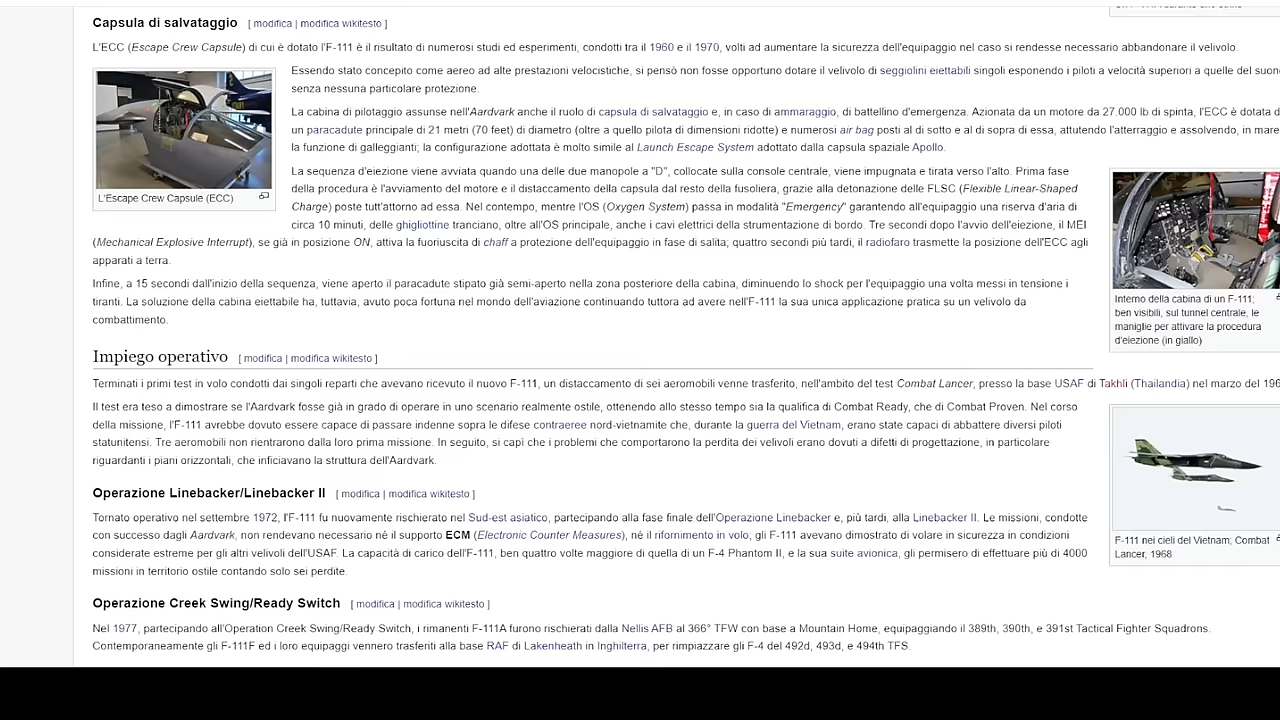 Capsula di salvataggio [ modifica | modifica wikitesto ]
L'ECC (Escape Crew Capsule) di cui è dotato l'F-111 è il risultato di numerosi studi ed esperimenti, condotti tra il 1960 e il 1970, volti ad aumentare la sicurezza dell'equipaggio nel caso si rendesse necessario abbandonare il velivolo.
Essendo stato concepito come aereo ad alte prestazioni velocistiche, si pensò non fosse opportuno dotare il velivolo di seggiolini eiettabili singoli esponendo i piloti a velocità superiori a quelle del suon
senza nessuna particolare protezione.
La cabina di pilotaggio assunse nell'Aardvark anche il ruolo di capsula di salvataggio e, in caso di ammaraggio, di battellino d'emergenza. Azionata da un motore da 27.000 lb di spinta, l'ECC è dotata d
un paracadute principale di 21 metri (70 feet) di diametro (oltre a quello pilota di dimensioni ridotte) e numerosi air bag posti al di sotto e al di sopra di essa, attutendo l'atterraggio e assolvendo, in mare
la funzione di galleggianti; la configurazione adottata è molto simile al Launch Escape System adottato dalla capsula spaziale Apollo.
L'Escape Crew Capsule (ECC)
La sequenza d'eiezione viene avviata quando una delle due manopole a "D", collocate sulla console centrale, viene impugnata e tirata verso l'alto. Prima fase
della procedura è l'avviamento del motore e il distaccamento della capsula dal resto della fusoliera, grazie alla detonazione delle FLSC (Flexible Linear-Shaped
Charge) poste tutt'attorno ad essa. Nel contempo, mentre l'OS (Oxygen System) passa in modalità "Emergency" garantendo all'equipaggio una riserva d'aria di
circa 10 minuti, delle ghigliottine tranciano, oltre all'OS principale, anche i cavi elettrici della strumentazione di bordo. Tre secondi dopo l'avvio dell'eiezione, il MEI
(Mechanical Explosive Interrupt), se già in posizione ON, attiva la fuoriuscita di chaff a protezione dell'equipaggio in fase di salita; quattro secondi più tardi, il radiofaro trasmette la posizione dell'ECC agli
apparati a terra.
Infine, a 15 secondi dall'inizio della sequenza, viene aperto il paracadute stipato già semi-aperto nella zona posteriore della cabina, diminuendo lo shock per l'equipaggio una volta messi in tensione i
tiranti. La soluzione della cabina eiettabile ha, tuttavia, avuto poca fortuna nel mondo dell'aviazione continuando tuttora ad avere nell'F-111 la sua unica applicazione pratica su un velivolo da
combattimento.
Interno della cabina di un F-111;
ben visibili, sul tunnel centrale, le
maniglie per attivare la procedura
d'eiezione (in giallo)
Impiego operativo [ modifica | modifica wikitesto ]
Terminati i primi test in volo condotti dai singoli reparti che avevano ricevuto il nuovo F-111, un distaccamento di sei aeromobili venne trasferito, nell'ambito del test Combat Lancer, presso la base USAF di Takhli (Thailandia) nel marzo del 196
Il test era teso a dimostrare se l'Aardvark fosse già in grado di operare in uno scenario realmente ostile, ottenendo allo stesso tempo sia la qualifica di Combat Ready, che di Combat Proven. Nel corso
della missione, l'F-111 avrebbe dovuto essere capace di passare indenne sopra le difese contraeree nord-vietnamite che, durante la guerra del Vietnam, erano state capaci di abbattere diversi piloti
statunitensi. Tre aeromobili non rientrarono dalla loro prima missione. In seguito, si capì che i problemi che comportarono la perdita dei velivoli erano dovuti a difetti di progettazione, in particolare
riguardanti i piani orizzontali, che inficiavano la struttura dell'Aardvark.
Operazione Linebacker/Linebacker II [ modifica | modifica wikitesto ]
Tornato operativo nel settembre 1972, l'F-111 fu nuovamente rischierato nel Sud-est asiatico, partecipando alla fase finale dell'Operazione Linebacker e, più tardi, alla Linebacker II. Le missioni, condotte
con successo dagli Aardvark, non rendevano necessario né il supporto ECM (Electronic Counter Measures), né il rifornimento in volo; gli F-111 avevano dimostrato di volare in sicurezza in condizioni
considerate estreme per gli altri velivoli dell'USAF. La capacità di carico dell'F-111, ben quattro volte maggiore di quella di un F-4 Phantom II, e la sua suite avionica, gli permisero di effettuare più di 4000
missioni in territorio ostile contando solo sei perdite.
F-111 nei cieli del Vietnam; Combat
Lancer, 1968
Operazione Creek Swing/Ready Switch [ modifica | modifica wikitesto ]
Nel 1977, partecipando all'Operation Creek Swing/Ready Switch, i rimanenti F-111A furono rischierati dalla Nellis AFB al 366° TFW con base a Mountain Home, equipaggiando il 389th, 390th, e 391st Tactical Fighter Squadrons.
Contemporaneamente gli F-111F ed i loro equipaggi vennero trasferiti alla base RAF di Lakenheath in Inghilterra, per rimpiazzare gli F-4 del 492d, 493d, e 494th TFS.